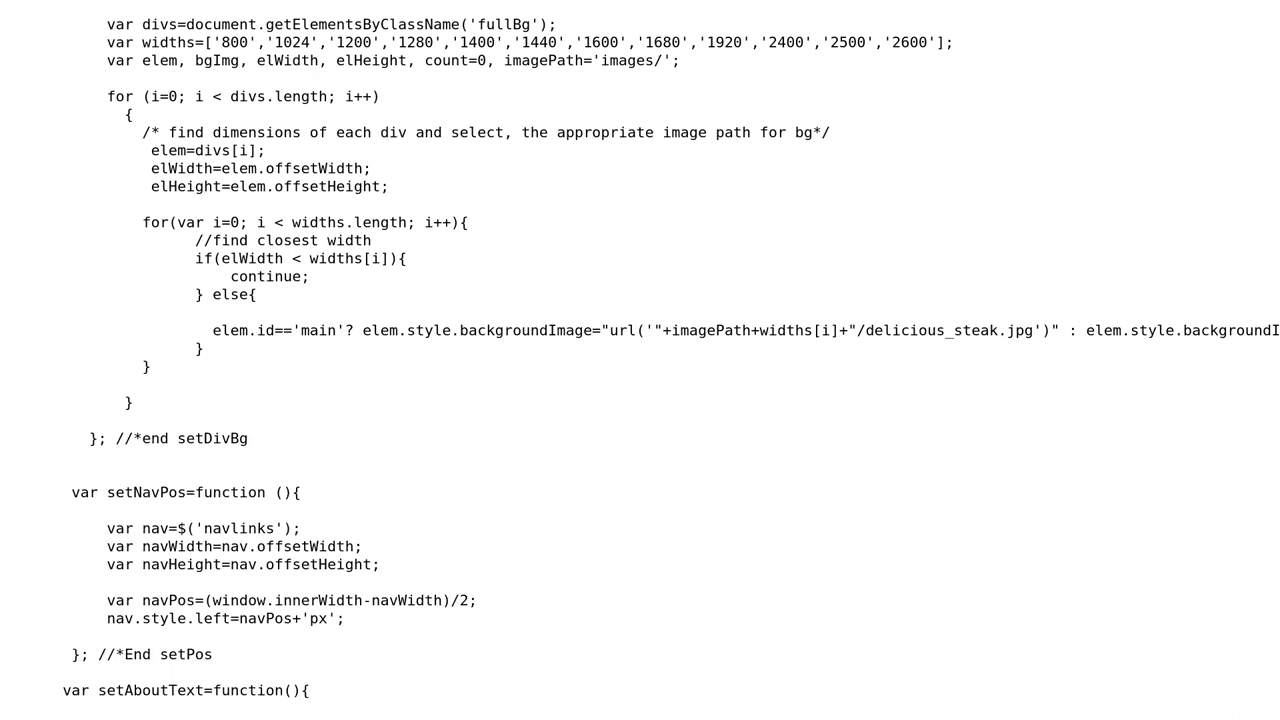 var divs=document.getElementsByClassName('fullBg');
var widths=['800','1024','1200','1280','1400','1440','1600','1680','1920','2400','2500','2600'];
var elem, bgImg, elWidth, elHeight, count=0, imagePath='images/';
for (i=0; i < divs.length; i++)
{
/* find dimensions of each div and select, the appropriate image path for bg*/
elem=divs[i];
elWidth=elem.offsetWidth;
elHeight=elem.offsetHeight;
for(var i=0; i < widths.length; i++){
//find closest width
if(elWidth < widths[i]){
continue;
} else{
elem.id=='main'? elem.style.backgroundImage="url('"+imagePath+widths[i]+"/delicious_steak.jpg')" : elem.style.backgroundI
}
}
}
}; //*end setDivBg
var setNavPos=function (){
var nav=$('navlinks');
var navWidth=nav.offsetWidth;
var navHeight=nav.offsetHeight;
var navPos=(window.innerWidth-navWidth)/2;
nav.style.left=navPos+'px';
}; //*End setPos
var setAboutText=function(){